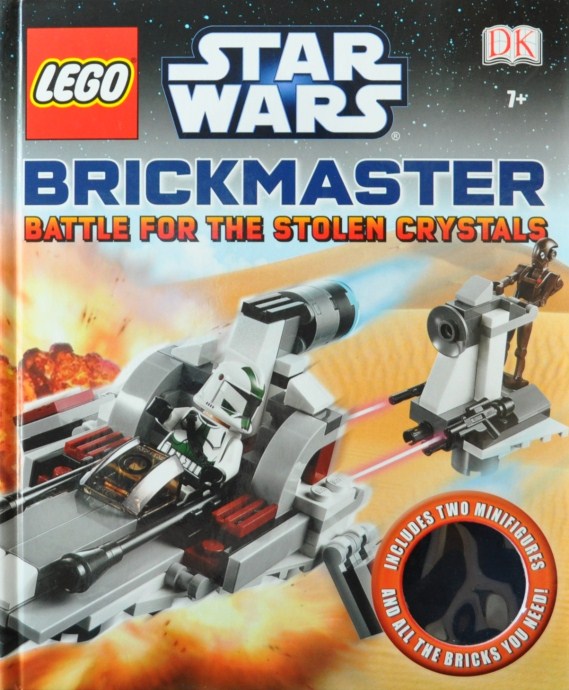 LEGO
STAR
WARS®
DK
7+
BRICKMASTER
BATTLE FOR THE STOLEN CRYSTALS
INCLUDES TWO MINIFIGURES
AND ALL THE BRICKS YOU NEED!